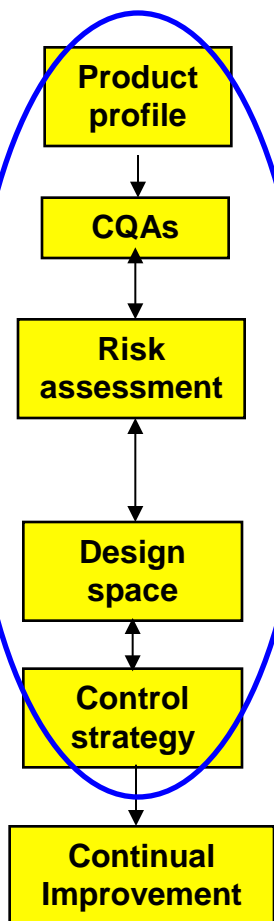 Product
profile
CQAs
Risk
assessment
Design
space
Control
strategy
Continual
Improvement